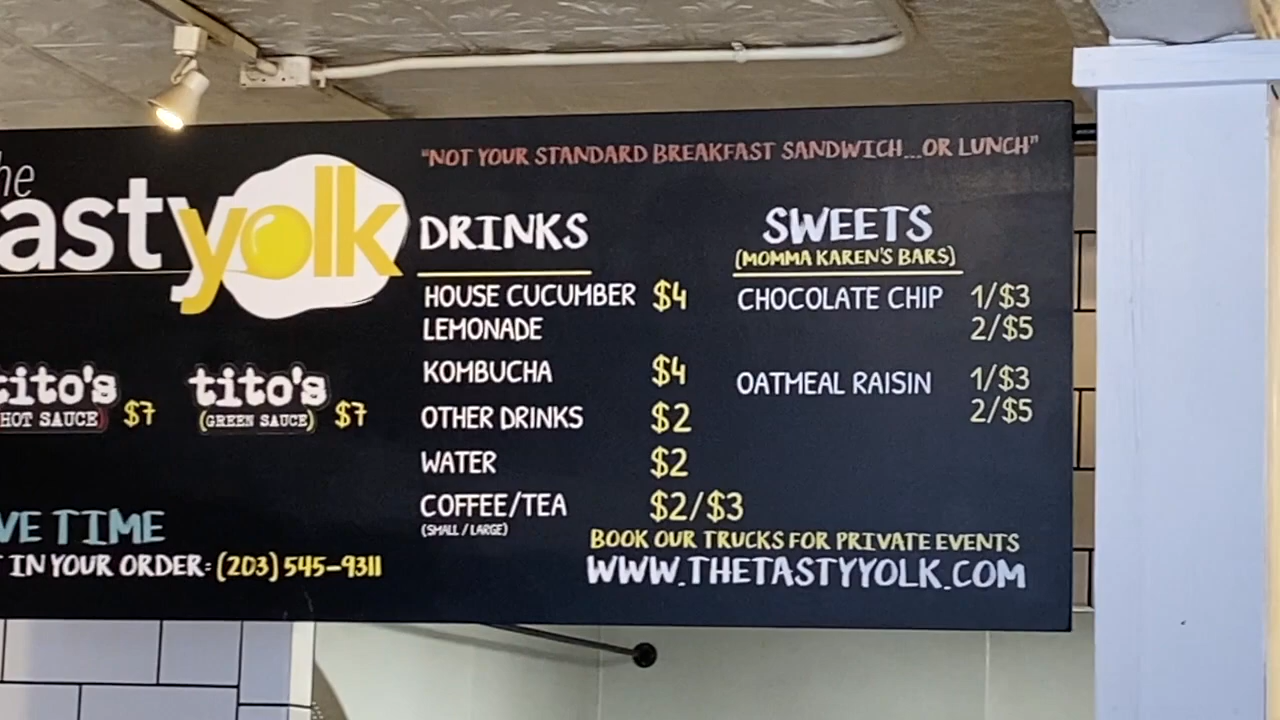 he
asty yolk
tito's
HOT SAUCE) $7
tito's
(GREEN SAUCE) $7
VE TIME
IN YOUR ORDER: (203) 545-9311
"NOT YOUR STANDARD BREAKFAST SANDWICH...OR LUNCH"
DRINKS
HOUSE CUCUMBER $4
LEMONADE
KOMBUCHA $4
OTHER DRINKS $2
WATER $2
COFFEE/TEA $2/$3
(SMALL / LARGE)
SWEETS
(MOMMA KAREN'S BARS)
CHOCOLATE CHIP 1/$3
2/$5
OATMEAL RAISIN 1/$3
2/$5
BOOK OUR TRUCKS FOR PRIVATE EVENTS
WWW.THETASTYYOLK.COM